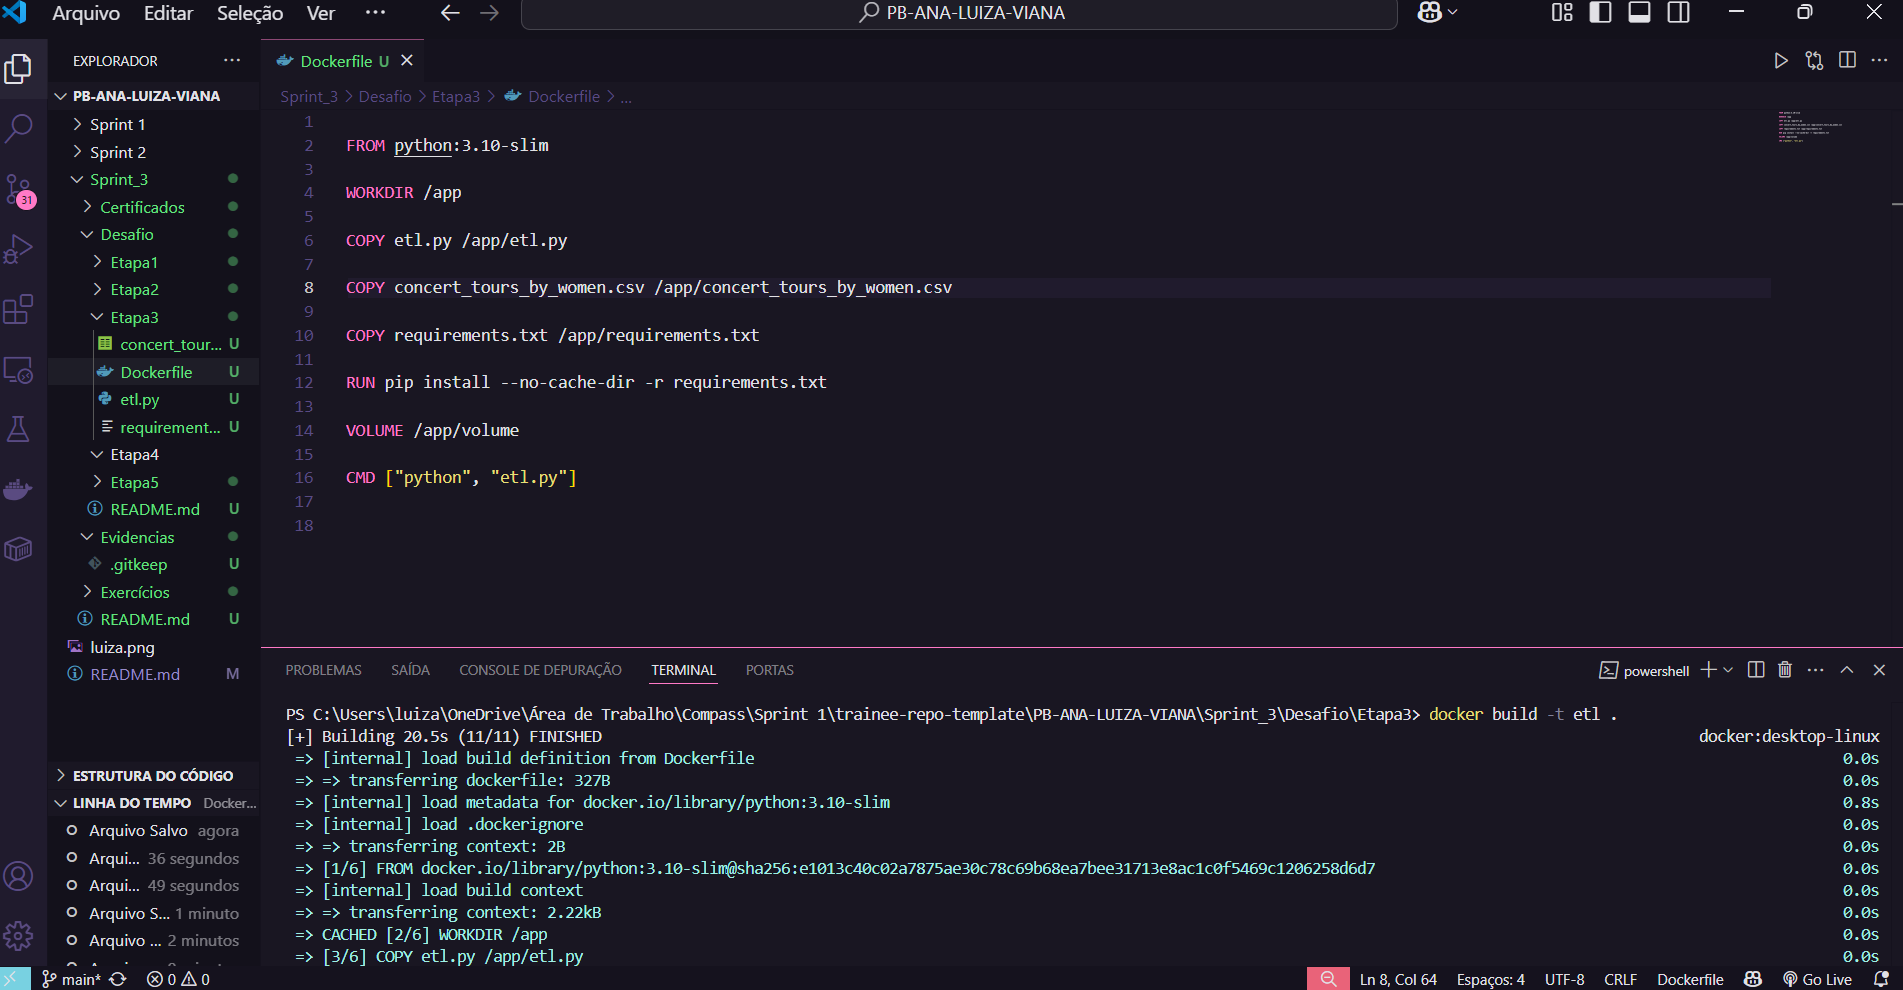 Arquivo Editar Seleção Ver ··· PB-ANA-LUIZA-VIANA
EXPLORADOR ···
PB-ANA-LUIZA-VIANA
Sprint 1
Sprint 2
Sprint_3
Certificados
Desafio
Etapa1
Etapa2
Etapa3
concert_tour... U
Dockerfile U
etl.py U
requirement... U
Etapa4
Etapa5
README.md U
Evidencias
.gitkeep U
Exercícios
README.md U
luiza.png
README.md M
31
ESTRUTURA DO CÓDIGO
LINHA DO TEMPO Docker...
Arquivo Salvo agora
Arqui... 36 segundos
Arqui... 49 segundos
Arquivo S... 1 minuto
Arquivo ... 2 minutos
Dockerfile U
Sprint_3 > Desafio > Etapa3 > Dockerfile > ...
1
2 FROM python:3.10-slim
3
4 WORKDIR /app
5
6 COPY etl.py /app/etl.py
7
8 COPY concert_tours_by_women.csv /app/concert_tours_by_women.csv
9
10 COPY requirements.txt /app/requirements.txt
11
12 RUN pip install --no-cache-dir -r requirements.txt
13
14 VOLUME /app/volume
15
16 CMD ["python", "etl.py"]
17
18
PROBLEMAS SAÍDA CONSOLE DE DEPURAÇÃO TERMINAL PORTAS powershell
PS C:\Users\luiza\OneDrive\Área de Trabalho\Compass\Sprint 1\trainee-repo-template\PB-ANA-LUIZA-VIANA\Sprint_3\Desafio\Etapa3> docker build -t etl .
[+] Building 20.5s (11/11) FINISHED docker:desktop-linux
=> [internal] load build definition from Dockerfile 0.0s
=> => transferring dockerfile: 327B 0.0s
=> [internal] load metadata for docker.io/library/python:3.10-slim 0.8s
=> [internal] load .dockerignore 0.0s
=> => transferring context: 2B 0.0s
=> [1/6] FROM docker.io/library/python:3.10-slim@sha256:e1013c40c02a7875ae30c78c69b68ea7bee31713e8ac1c0f5469c1206258d6d7 0.0s
=> [internal] load build context 0.0s
=> => transferring context: 2.22kB 0.0s
=> CACHED [2/6] WORKDIR /app 0.0s
=> [3/6] COPY etl.py /app/etl.py 0.0s
main* 0 0 Ln 8, Col 64 Espaços: 4 UTF-8 CRLF Dockerfile Go Live